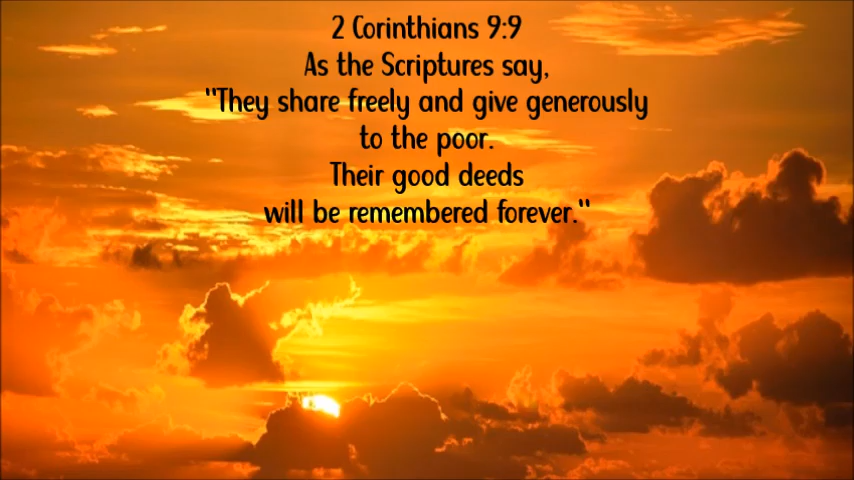 2 Corinthians 9:9
As the Scriptures say,
"They share freely and give generously
to the poor.
Their good deeds
will be remembered forever."